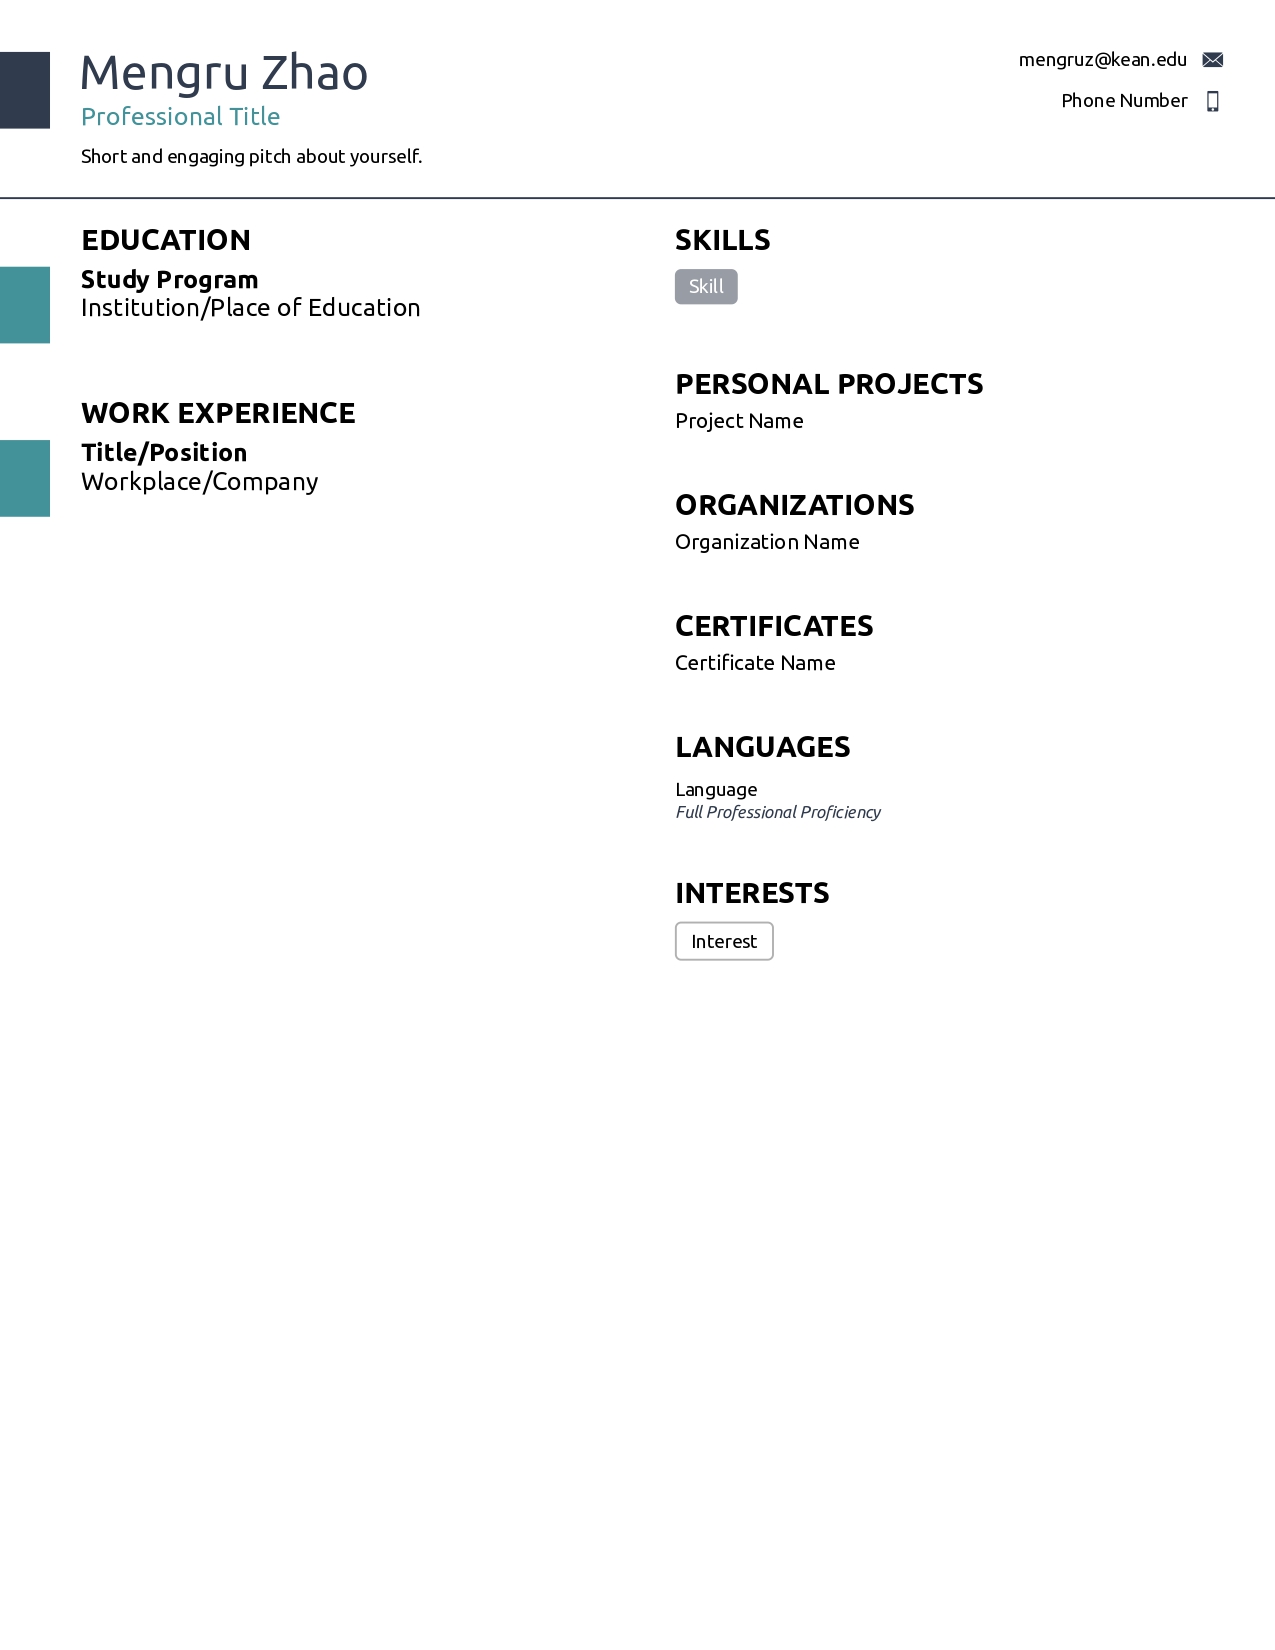 Mengru Zhao
Professional Title
Short and engaging pitch about yourself.
mengruz@kean.edu
Phone Number
EDUCATION
Study Program
Institution/Place of Education
WORK EXPERIENCE
Title/Position
Workplace/Company
SKILLS
Skill
PERSONAL PROJECTS
Project Name
ORGANIZATIONS
Organization Name
CERTIFICATES
Certificate Name
LANGUAGES
Language
Full Professional Proficiency
INTERESTS
Interest